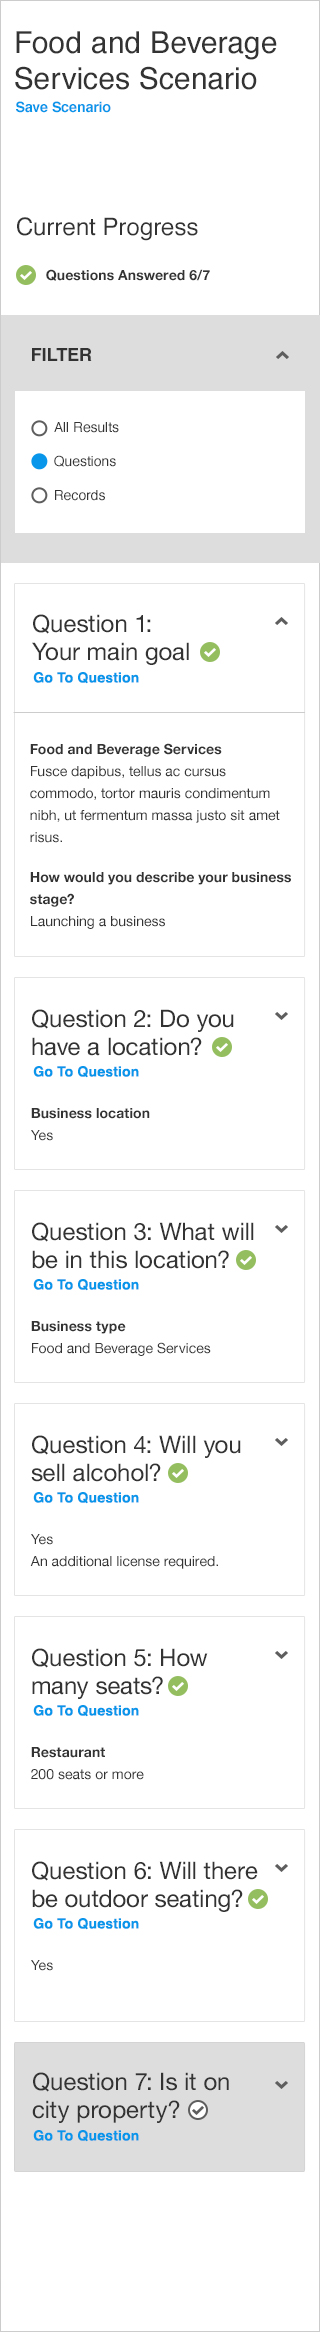 Food and Beverage
Services Scenario
Save Scenario
Current Progress
Questions Answered 6/7
FILTER
All Results
Questions
Records
Question 1:
Your main goal
Go To Question
Food and Beverage Services
Fusce dapibus, tellus ac cursus
commodo, tortor mauris condimentum
nibh, ut fermentum massa justo sit amet
risus.
How would you describe your business
stage?
Launching a business
Question 2: Do you
have a location?
Go To Question
Business location
Yes
Question 3: What will
be in this location?
Go To Question
Business type
Food and Beverage Services
Question 4: Will you
sell alcohol?
Go To Question
Yes
An additional license required.
Question 5: How
many seats?
Go To Question
Restaurant
200 seats or more
Question 6: Will there
be outdoor seating?
Go To Question
Yes
Question 7: Is it on
city property?
Go To Question